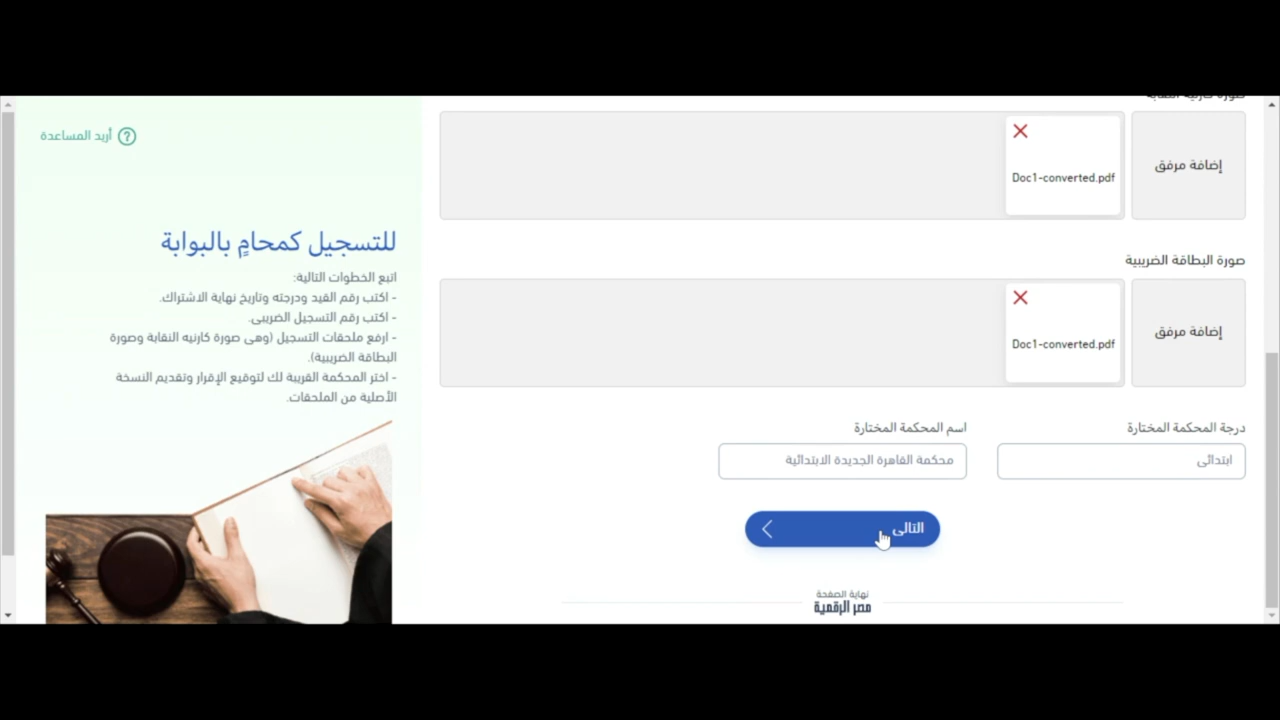 صورة كارنيه النقابة
إضافة مرفق
Doc1-converted.pdf
صورة البطاقة الضريبية
إضافة مرفق
Doc1-converted.pdf
درجة المحكمة المختارة
اسم المحكمة المختارة
ابتدائى
محكمة القاهرة الجديدة الابتدائية
التالى
نهاية الصفحة
مصر الرقمية
أريد المساعدة
للتسجيل كمحامٍ بالبوابة
اتبع الخطوات التالية:
- اكتب رقم القيد ودرجته وتاريخ نهاية الاشتراك.
- اكتب رقم التسجيل الضريبى.
- ارفع ملحقات التسجيل (وهى صورة كارنيه النقابة وصورة
البطاقة الضريبية).
- اختر المحكمة القريبة لك لتوقيع الإقرار وتقديم النسخة
الأصلية من الملحقات.